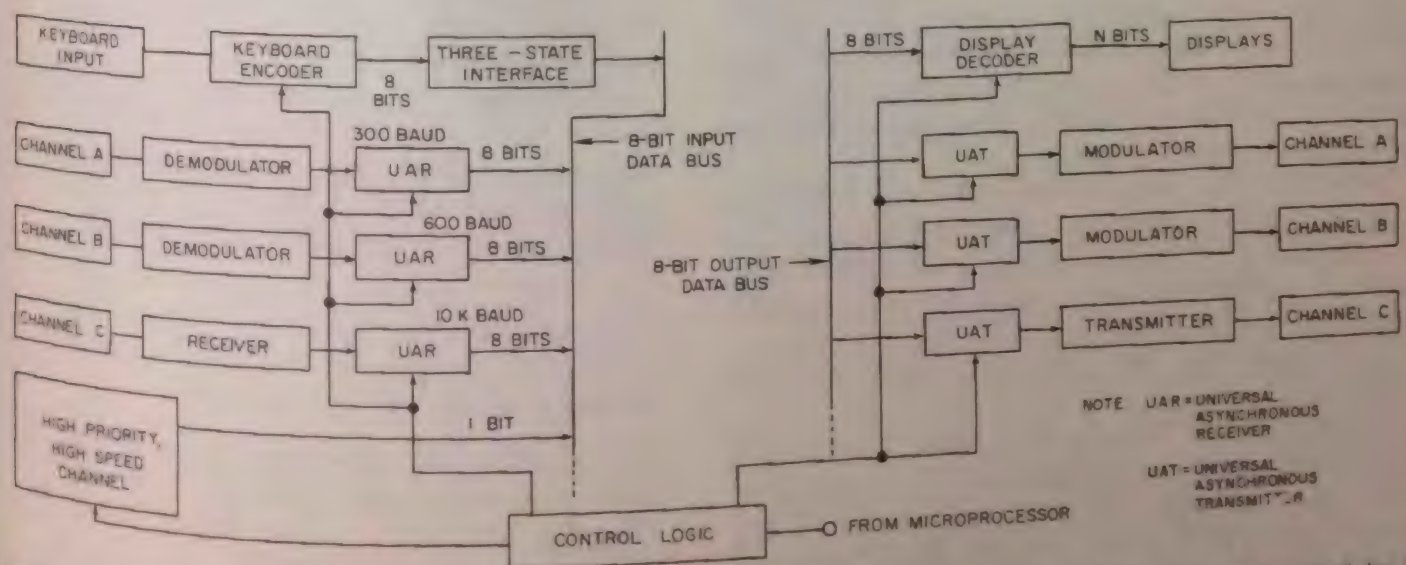 KEYBOARD
INPUT
KEYBOARD
ENCODER
8
BITS
THREE-STATE
INTERFACE
8 BITS
DISPLAY
DECODER
N BITS
DISPLAYS
8-BIT INPUT
DATA BUS
CHANNEL A
DEMODULATOR
300 BAUD
UAR
8 BITS
UAT
MODULATOR
CHANNEL A
CHANNEL B
DEMODULATOR
600 BAUD
UAR
8 BITS
8-BIT OUTPUT
DATA BUS
UAT
MODULATOR
CHANNEL B
CHANNEL C
RECEIVER
10 K BAUD
UAR
8 BITS
UAT
TRANSMITTER
CHANNEL C
HIGH PRIORITY,
HIGH SPEED
CHANNEL
1 BIT
CONTROL LOGIC
FROM MICROPROCESSOR
NOTE UAR = UNIVERSAL
ASYNCHRONOUS
RECEIVER
UAT = UNIVERSAL
ASYNCHRONOUS
TRANSMITTER